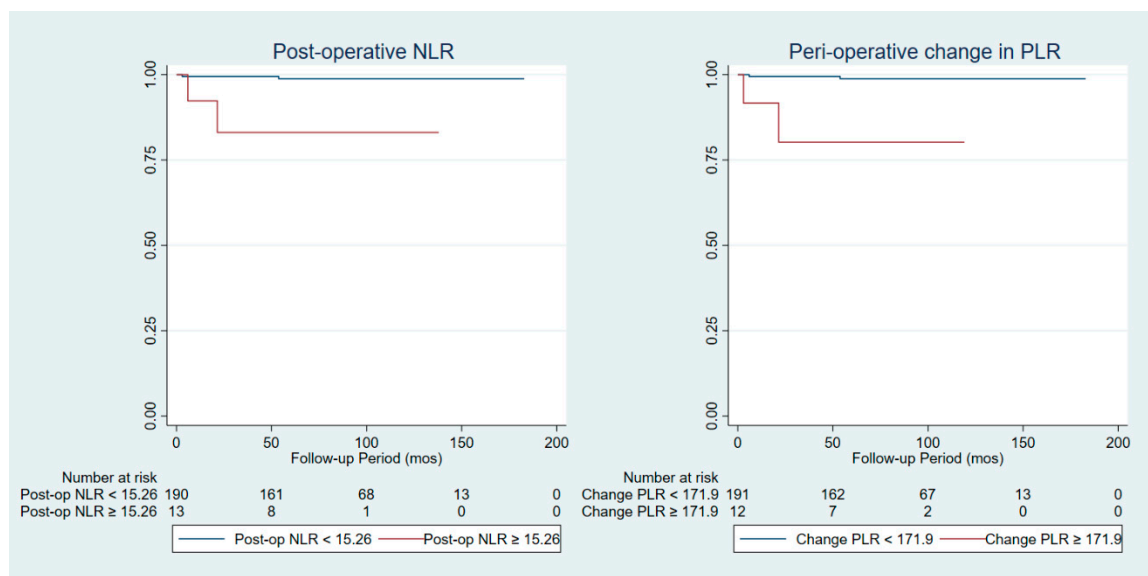 Post-operative NLR
1.00
0.75
0.50
0.25
0.00
0 50 100 150 200
Follow-up Period (mos)
Number at risk
Post-op NLR < 15.26 190 161 68 13 0
Post-op NLR ≥ 15.26 13 8 1 0 0
Post-op NLR < 15.26 Post-op NLR ≥ 15.26
Peri-operative change in PLR
1.00
0.75
0.50
0.25
0.00
0 50 100 150 200
Follow-up Period (mos)
Number at risk
Change PLR < 171.9 191 162 67 13 0
Change PLR ≥ 171.9 12 7 2 0 0
Change PLR < 171.9 Change PLR ≥ 171.9